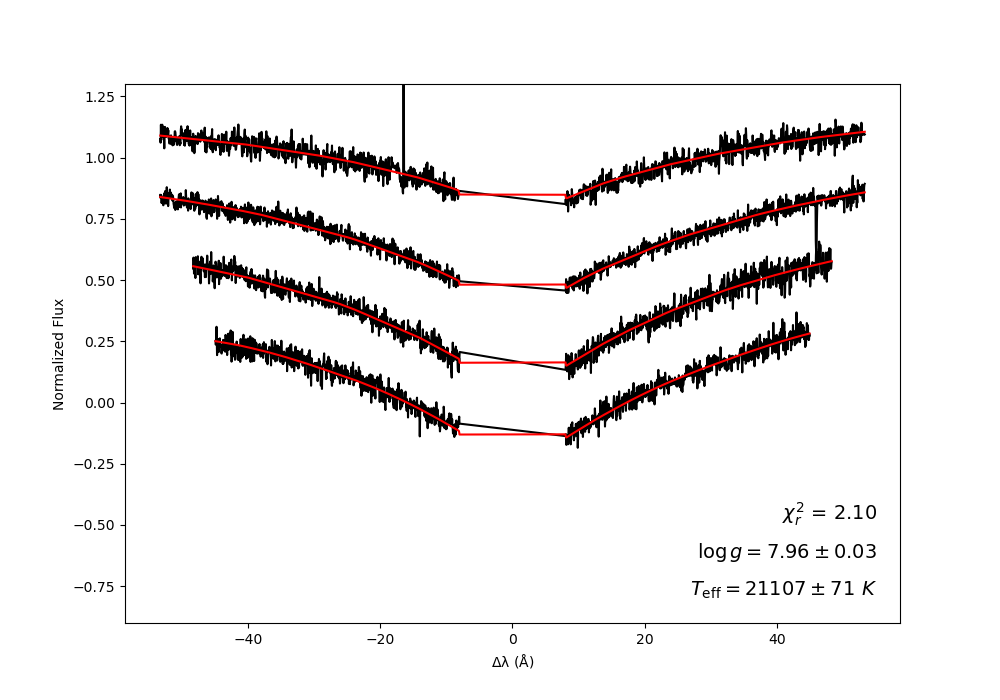 1.25
1.00
0.75
0.50
0.25
0.00
−0.25
−0.50
−0.75
Normalized Flux
χ²ᵣ = 2.10
log g = 7.96 ± 0.03
T_eff = 21107 ± 71 K
−40
−20
0
20
40
Δλ (Å)